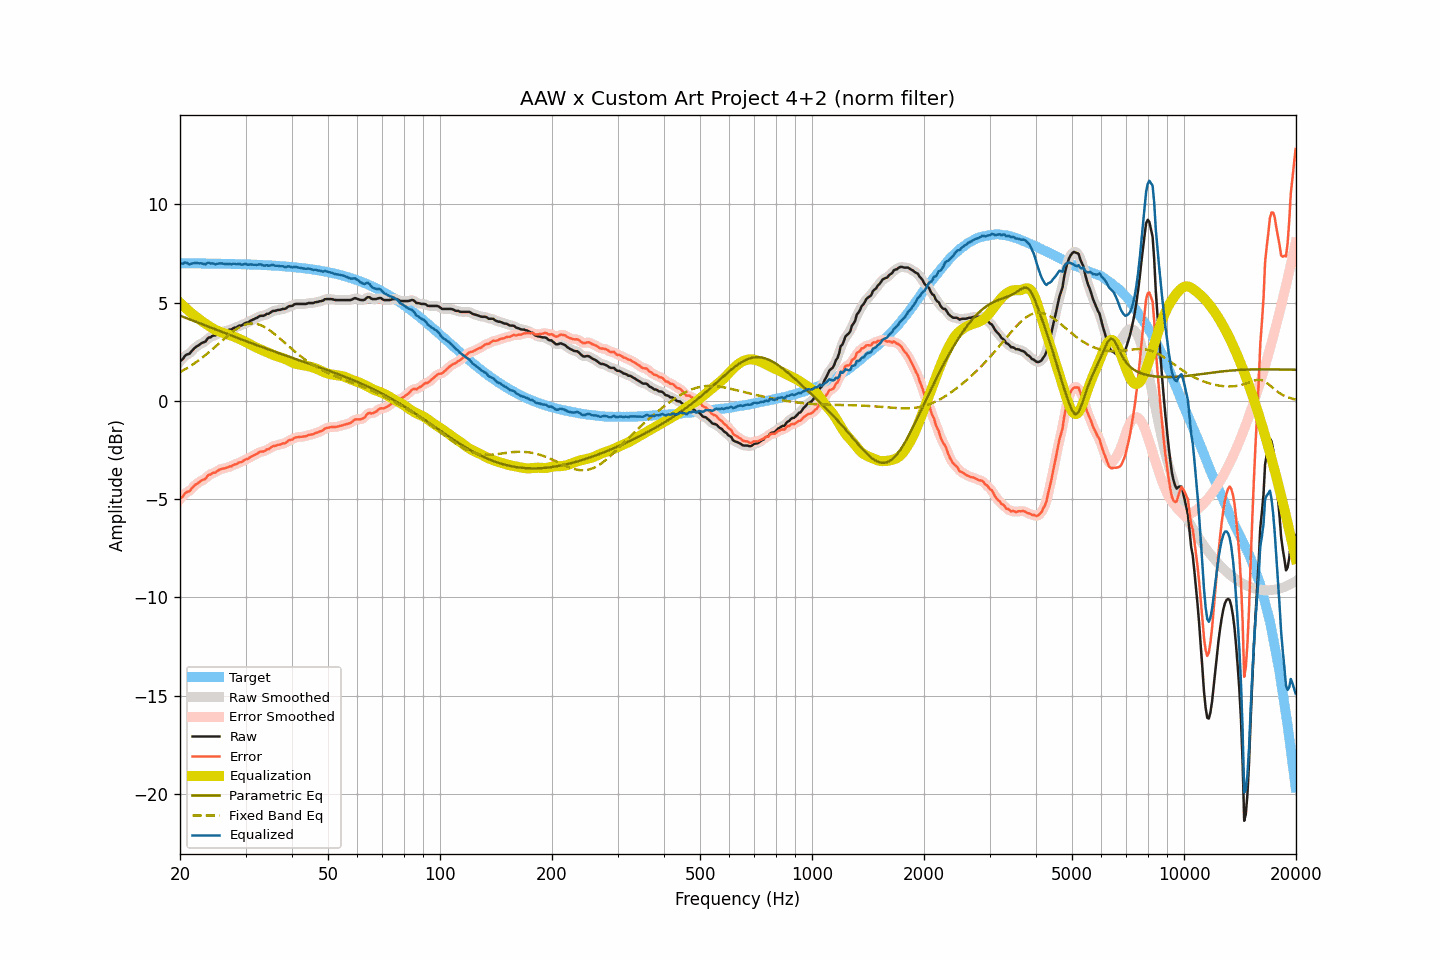 AAW x Custom Art Project 4+2 (norm filter)
Amplitude (dBr)
10
5
0
−5
−10
−15
−20
Target
Raw Smoothed
Error Smoothed
Raw
Error
Equalization
Parametric Eq
Fixed Band Eq
Equalized
20 50 100 200 500 1000 2000 5000 10000 20000
Frequency (Hz)